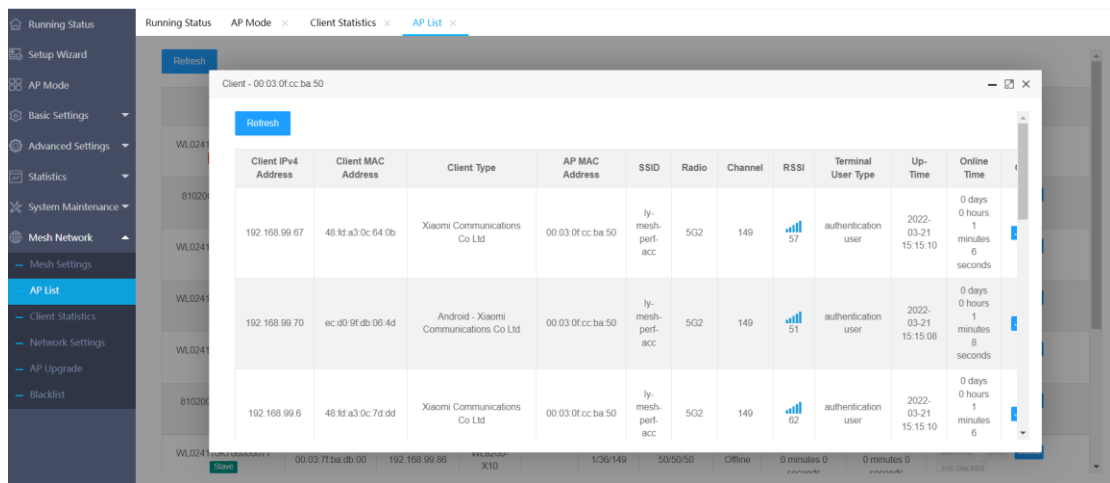 Running Status
Setup Wizard
AP Mode
Basic Settings
Advanced Settings
Statistics
System Maintenance
Mesh Network
Mesh Settings
AP List
Client Statistics
Network Settings
AP Upgrade
Blacklist
Running Status AP Mode × Client Statistics × AP List ×
Refresh
Client - 00:03:0f:cc:ba:50
Refresh
Client IPv4 Address Client MAC Address Client Type AP MAC Address SSID Radio Channel RSSI Terminal User Type Up-Time Online Time
192.168.99.67 48:fd:a3:0c:64:0b Xiaomi Communications Co Ltd 00:03:0f:cc:ba:50 ly-mesh-perf-acc 5G2 149 57 authentication user 2022-03-21 15:15:10 0 days 0 hours 1 minutes 6 seconds
192.168.99.70 ec:d0:9f:db:06:4d Android - Xiaomi Communications Co Ltd 00:03:0f:cc:ba:50 ly-mesh-perf-acc 5G2 149 51 authentication user 2022-03-21 15:15:08 0 days 0 hours 1 minutes 8 seconds
192.168.99.6 48:fd:a3:0c:7d:dd Xiaomi Communications Co Ltd 00:03:0f:cc:ba:50 ly-mesh-perf-acc 5G2 149 62 authentication user 2022-03-21 15:15:10 0 days 0 hours 1 minutes 6
WL0241
81020
WL0241
WL0241
WL0241
81020
Slave 00:03:7f:ba:db:00 192.168.99.86 X10 1/36/149 50/50/50 Offline 0 minutes 0 0 minutes 0
Join blacklist